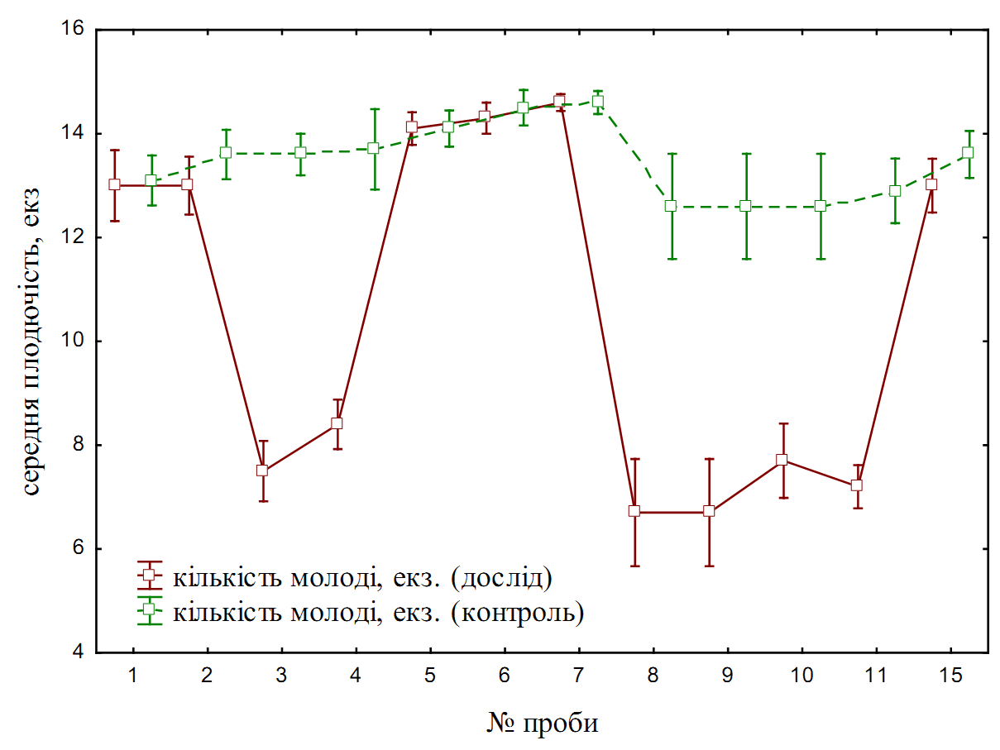 16
14
12
10
8
6
4
середня плодючість, екз
кількість молоді, екз. (дослід)
кількість молоді, екз. (контроль)
1 2 3 4 5 6 7 8 9 10 11 15
№ проби